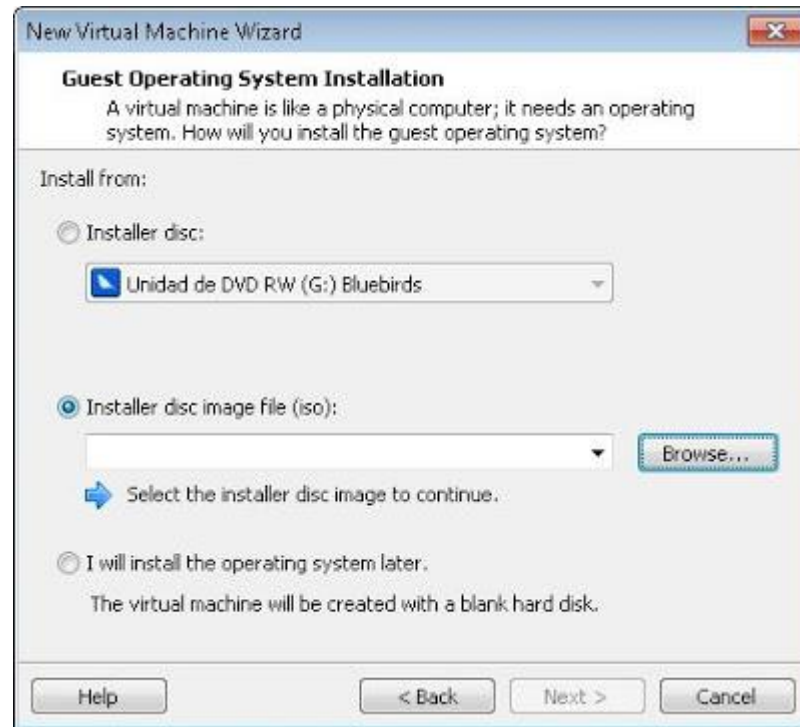 New Virtual Machine Wizard
Guest Operating System Installation
A virtual machine is like a physical computer; it needs an operating
system. How will you install the guest operating system?
Install from:
Installer disc:
Unidad de DVD RW (G:) Bluebirds
Installer disc image file (iso):
Browse...
Select the installer disc image to continue.
I will install the operating system later.
The virtual machine will be created with a blank hard disk.
Help
< Back
Next >
Cancel